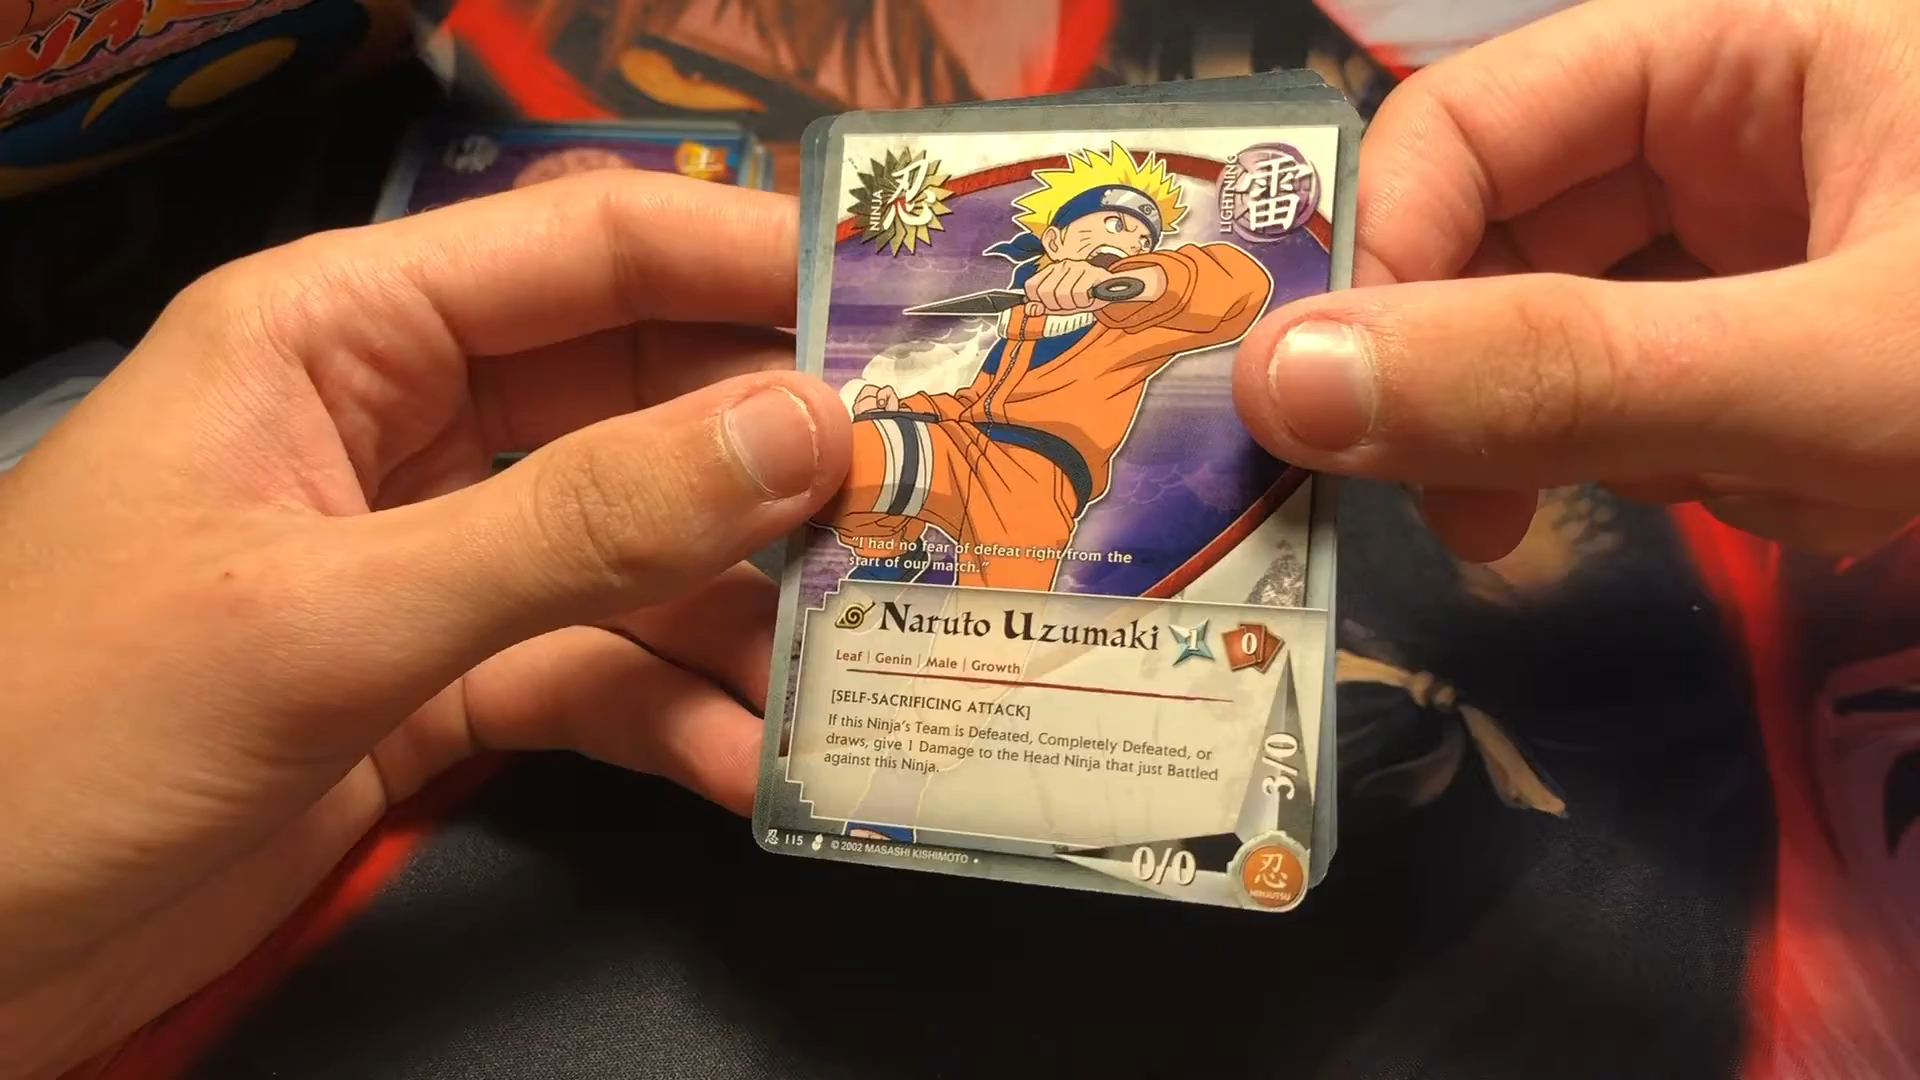 NINJA
忍
LIGHTNING
雷
"I had no fear of defeat right from the
start of our match."
Naruto Uzumaki 1 0
Leaf | Genin | Male | Growth
[SELF-SACRIFICING ATTACK]
If this Ninja's Team is Defeated, Completely Defeated, or
draws, give 1 Damage to the Head Ninja that just Battled
against this Ninja.
3/0
0/0
忍
NINJUTSU
忍 115 © 2002 MASASHI KISHIMOTO